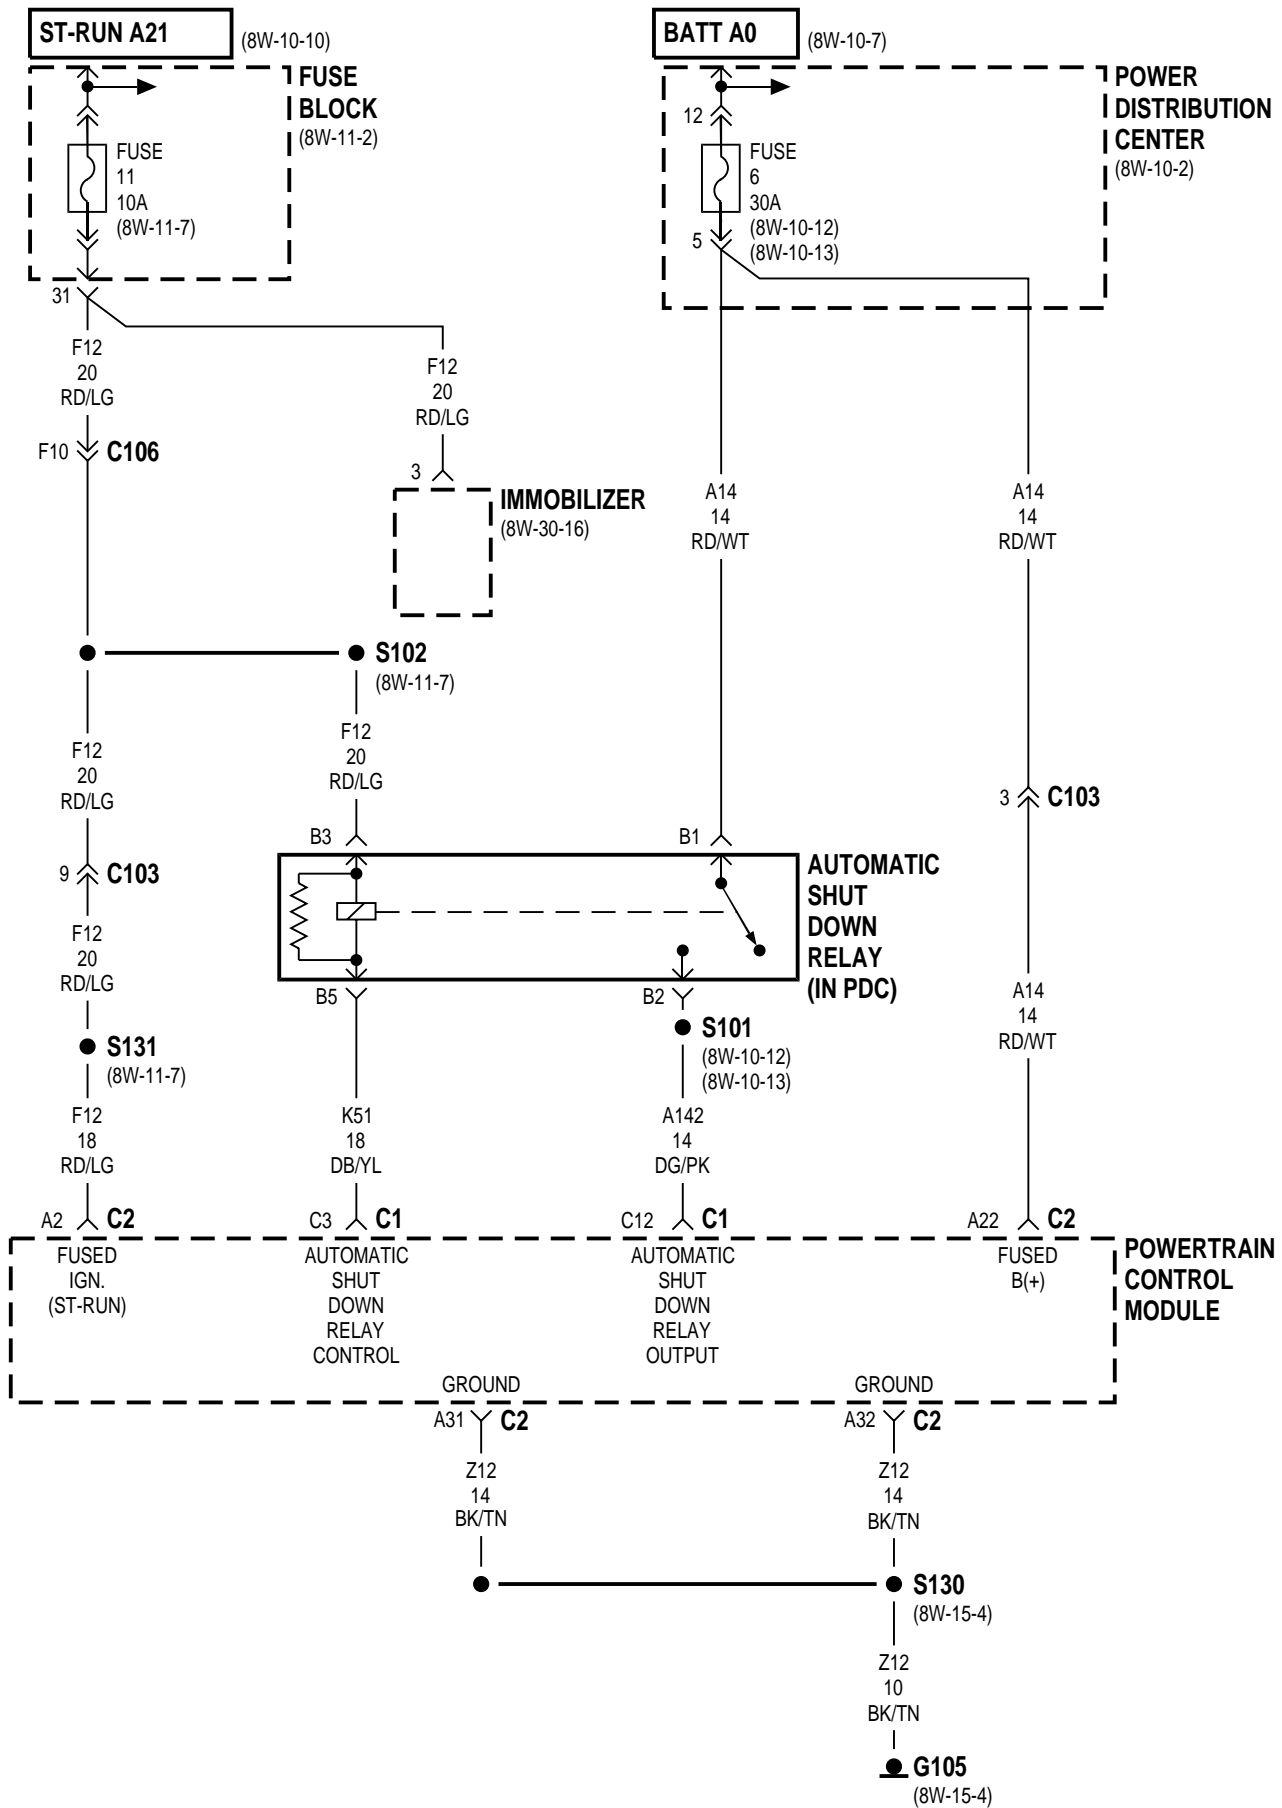 ST-RUN A21
(8W-10-10)
BATT A0
(8W-10-7)
FUSE
BLOCK
(8W-11-2)
FUSE
11
10A
(8W-11-7)
POWER
DISTRIBUTION
CENTER
(8W-10-2)
12
FUSE
6
30A
(8W-10-12)
(8W-10-13)
5
31
F12
20
RD/LG
F12
20
RD/LG
F10
C106
3
IMMOBILIZER
(8W-30-16)
A14
14
RD/WT
A14
14
RD/WT
S102
(8W-11-7)
F12
20
RD/LG
F12
20
RD/LG
3
C103
B3
B1
9
C103
AUTOMATIC
SHUT
DOWN
RELAY
(IN PDC)
F12
20
RD/LG
B5
B2
A14
14
RD/WT
S131
(8W-11-7)
S101
(8W-10-12)
(8W-10-13)
F12
18
RD/LG
K51
18
DB/YL
A142
14
DG/PK
A2
C2
C3
C1
C12
C1
A22
C2
FUSED
IGN.
(ST-RUN)
AUTOMATIC
SHUT
DOWN
RELAY
CONTROL
AUTOMATIC
SHUT
DOWN
RELAY
OUTPUT
FUSED
B(+)
POWERTRAIN
CONTROL
MODULE
GROUND
GROUND
A31
C2
A32
C2
Z12
14
BK/TN
Z12
14
BK/TN
S130
(8W-15-4)
Z12
10
BK/TN
G105
(8W-15-4)